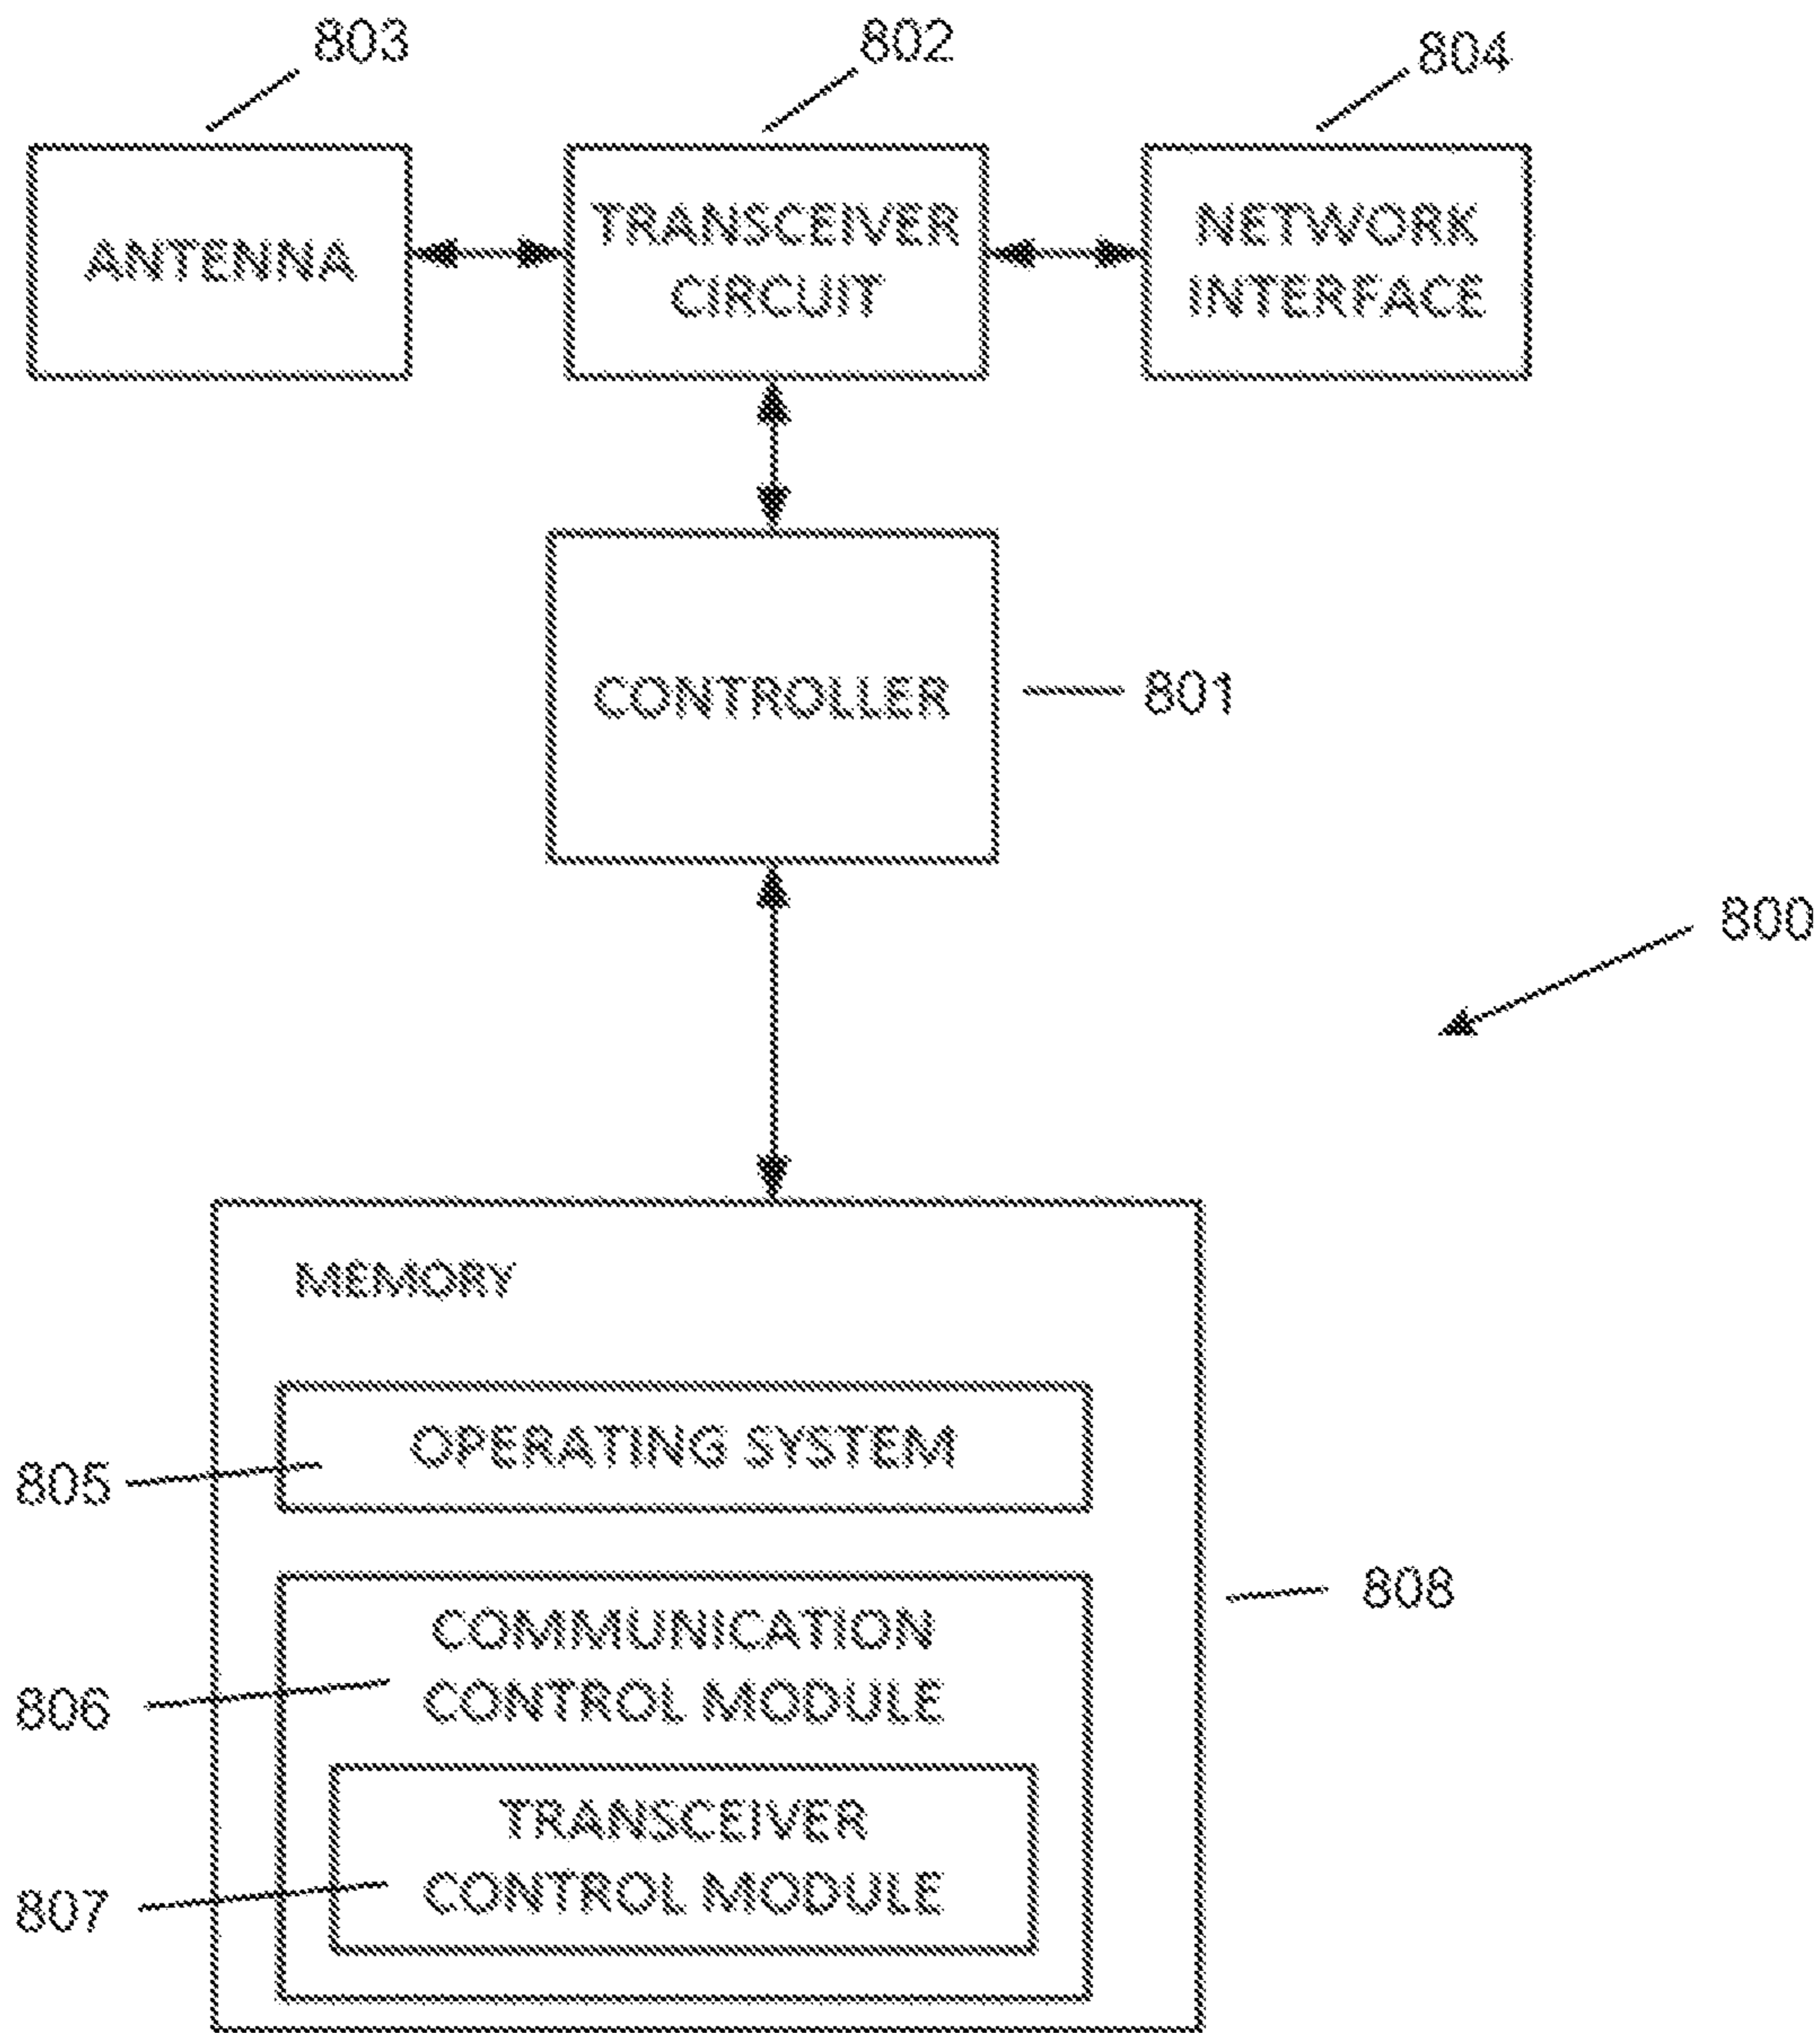 803
802
804
ANTENNA
TRANSCEIVER
CIRCUIT
NETWORK
INTERFACE
CONTROLLER
801
800
MEMORY
OPERATING SYSTEM
805
COMMUNICATION
CONTROL MODULE
806
808
TRANSCEIVER
CONTROL MODULE
807